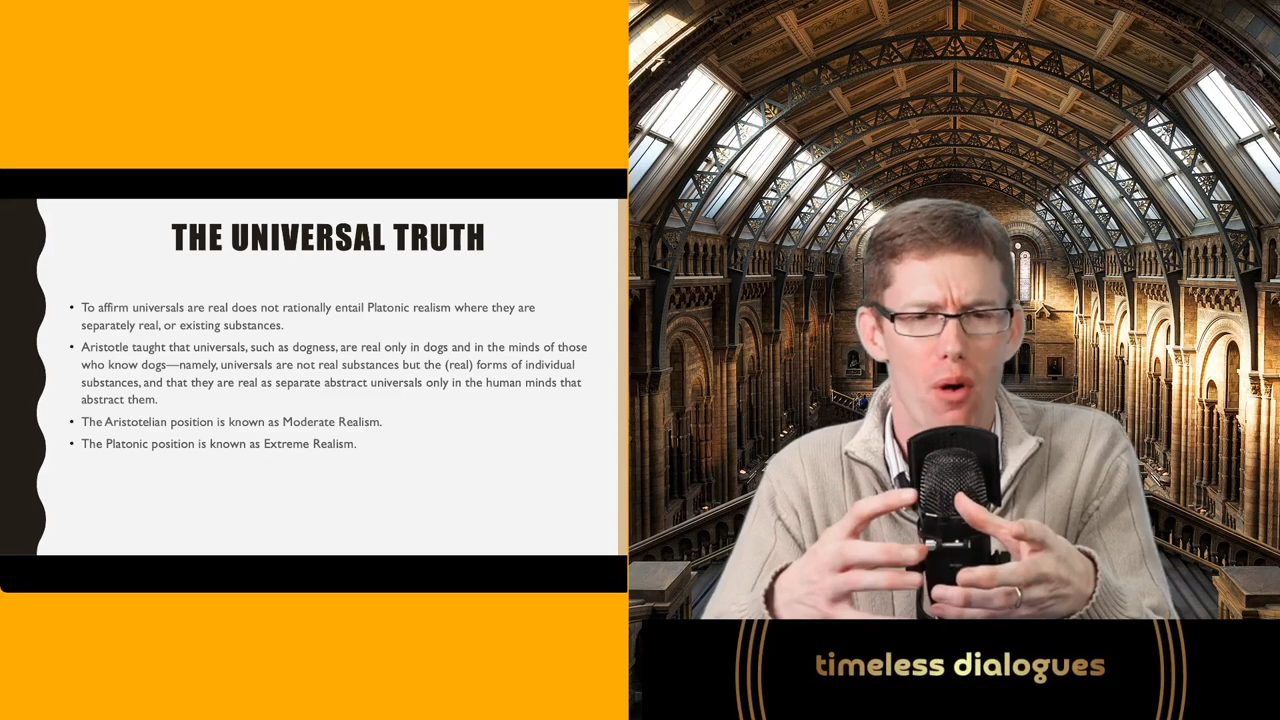 THE UNIVERSAL TRUTH
• To affirm universals are real does not rationally entail Platonic realism where they are
separately real, or existing substances.
• Aristotle taught that universals, such as dogness, are real only in dogs and in the minds of those
who know dogs—namely, universals are not real substances but the (real) forms of individual
substances, and that they are real as separate abstract universals only in the human minds that
abstract them.
• The Aristotelian position is known as Moderate Realism.
• The Platonic position is known as Extreme Realism.
timeless dialogues